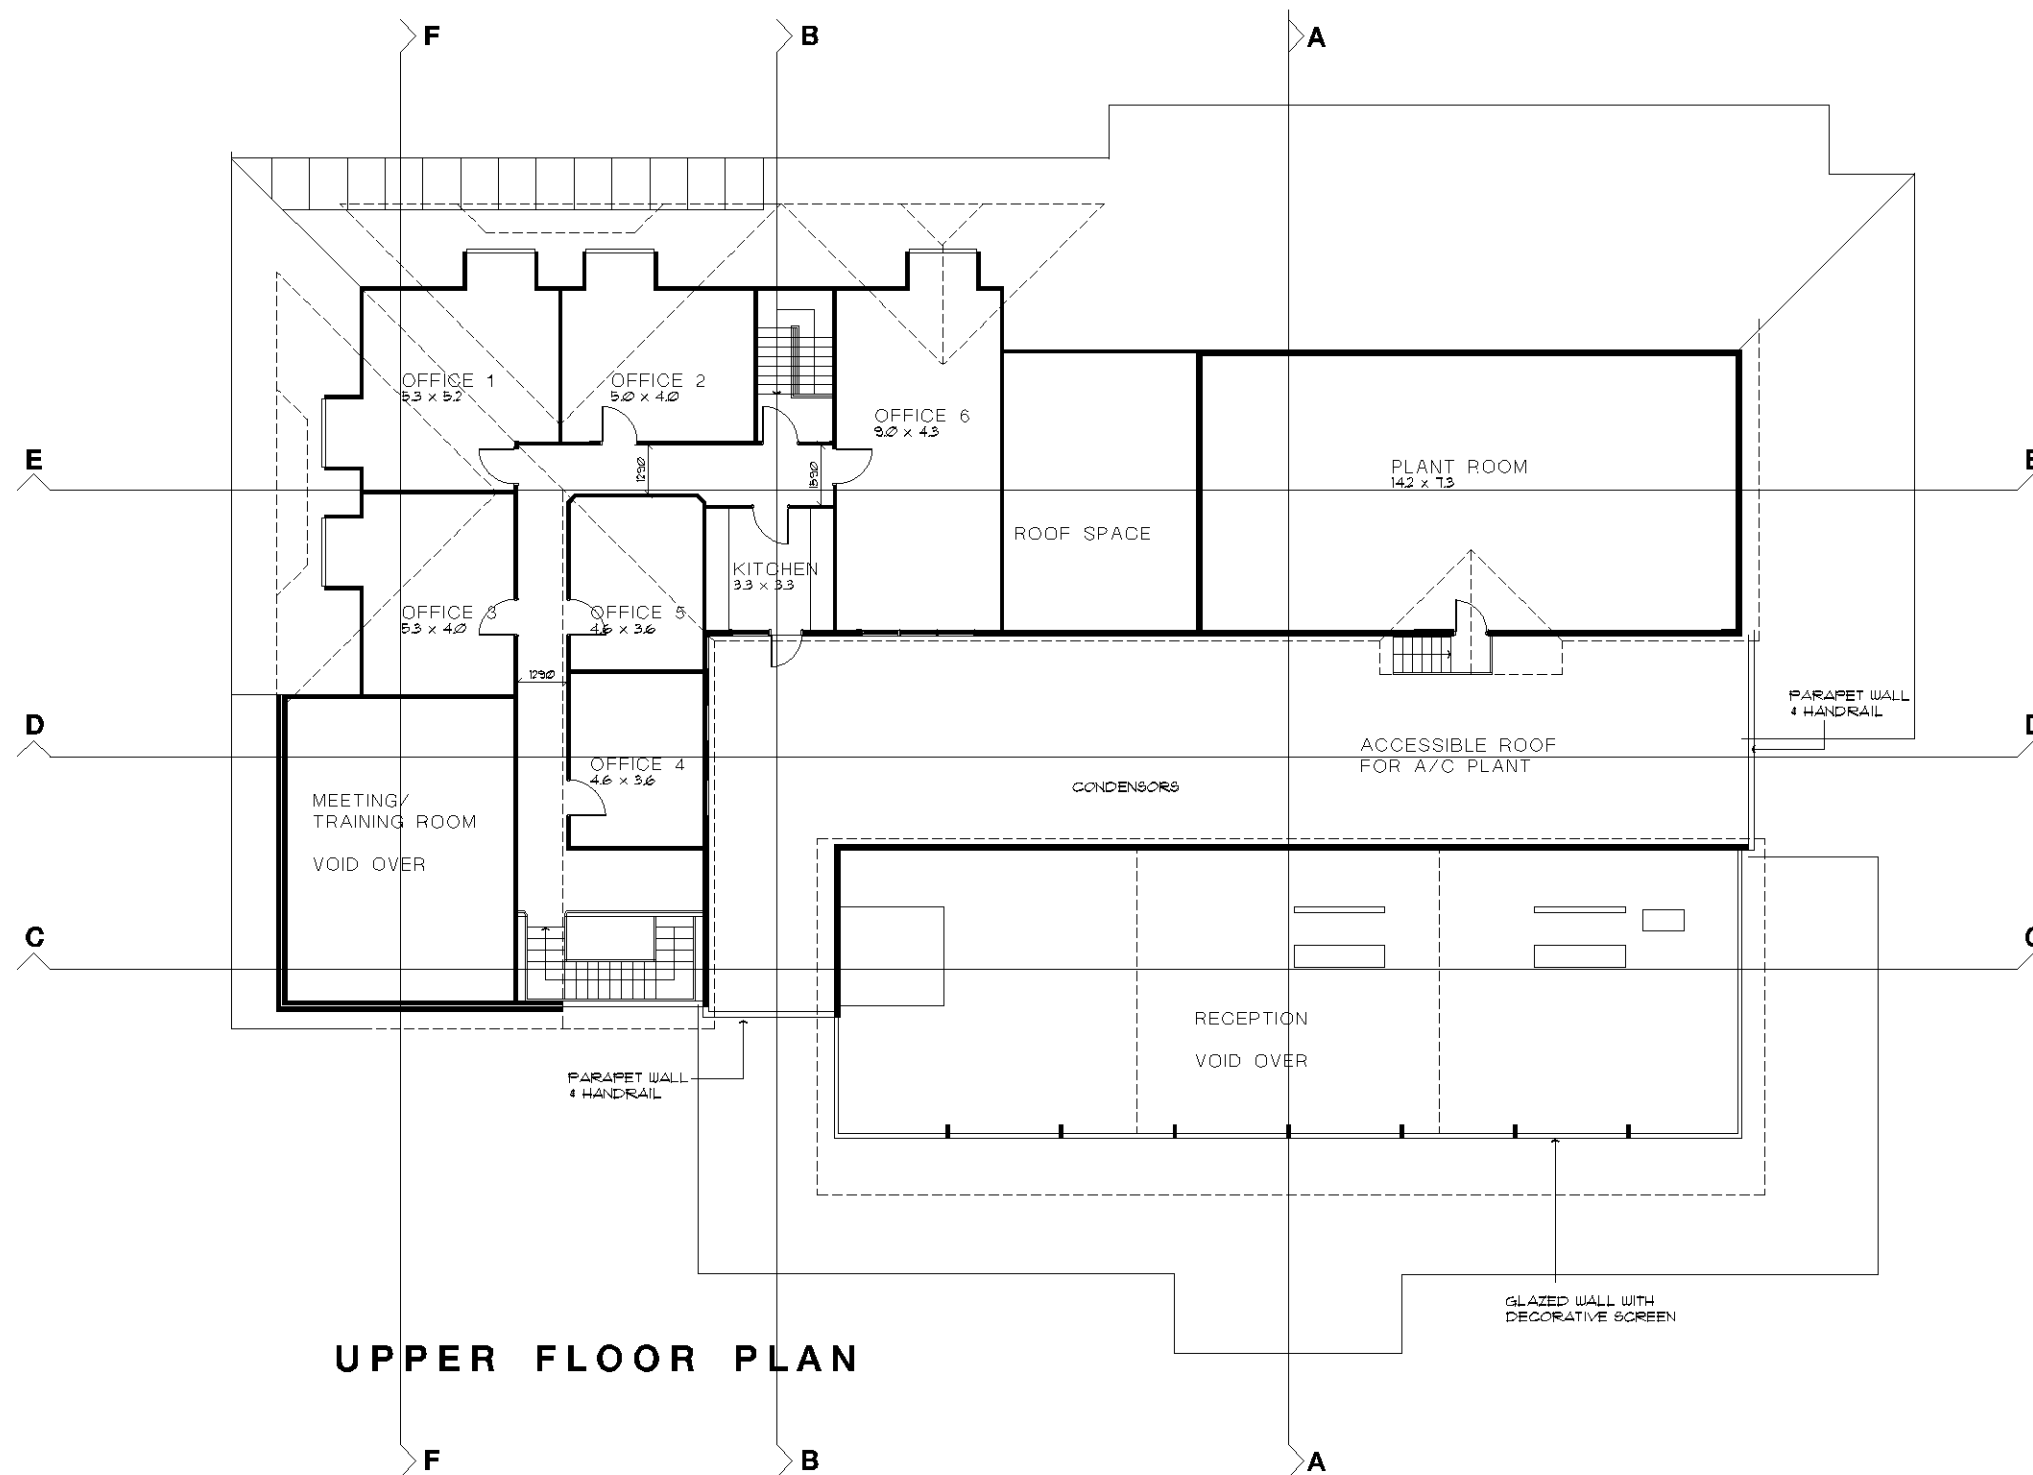 F
B
A
OFFICE 1
5.3 x 5.2
OFFICE 2
5.0 x 4.0
OFFICE 6
9.0 x 4.3
E
1290
1590
PLANT ROOM
14.2 x 7.3
E
ROOF SPACE
KITCHEN
3.3 x 3.3
OFFICE 3
5.3 x 4.0
OFFICE 5
4.6 x 3.6
1290
PARAPET WALL
& HANDRAIL
D
D
ACCESSIBLE ROOF
FOR A/C PLANT
OFFICE 4
4.6 x 3.6
CONDENSORS
MEETING/
TRAINING ROOM
VOID OVER
C
C
RECEPTION
VOID OVER
PARAPET WALL
& HANDRAIL
GLAZED WALL WITH
DECORATIVE SCREEN
UPPER FLOOR PLAN
F
B
A